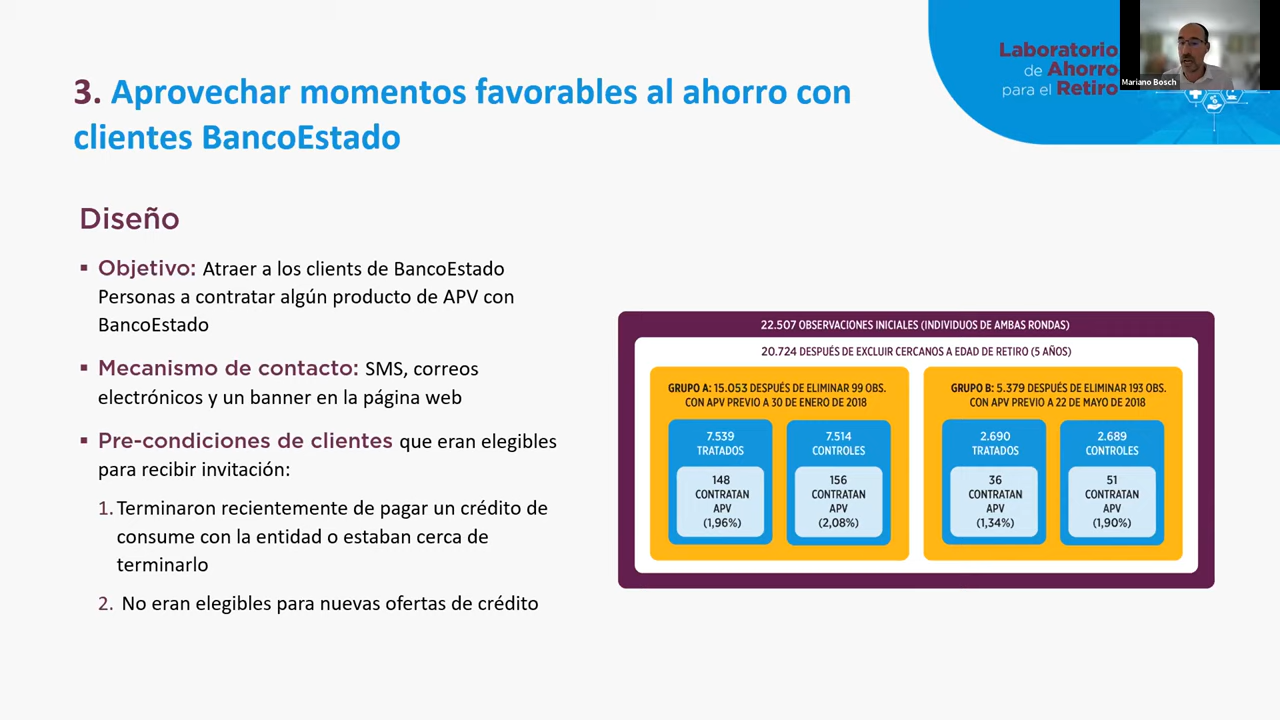 Laboratorio
de Ahorro
para el Retiro
Mariano Bosch
3. Aprovechar momentos favorables al ahorro con
clientes BancoEstado
Diseño
▪ Objetivo: Atraer a los clients de BancoEstado
Personas a contratar algún producto de APV con
BancoEstado
▪ Mecanismo de contacto: SMS, correos
electrónicos y un banner en la página web
▪ Pre-condiciones de clientes que eran elegibles
para recibir invitación:
1. Terminaron recientemente de pagar un crédito de
consume con la entidad o estaban cerca de
terminarlo
2. No eran elegibles para nuevas ofertas de crédito
22.507 OBSERVACIONES INICIALES (INDIVIDUOS DE AMBAS RONDAS)
20.724 DESPUÉS DE EXCLUIR CERCANOS A EDAD DE RETIRO (5 AÑOS)
GRUPO A: 15.053 DESPUÉS DE ELIMINAR 99 OBS.
CON APV PREVIO A 30 DE ENERO DE 2018
7.539
TRATADOS
148
CONTRATAN
APV
(1,96%)
7.514
CONTROLES
156
CONTRATAN
APV
(2,08%)
GRUPO B: 5.379 DESPUÉS DE ELIMINAR 193 OBS.
CON APV PREVIO A 22 DE MAYO DE 2018
2.690
TRATADOS
36
CONTRATAN
APV
(1,34%)
2.689
CONTROLES
51
CONTRATAN
APV
(1,90%)